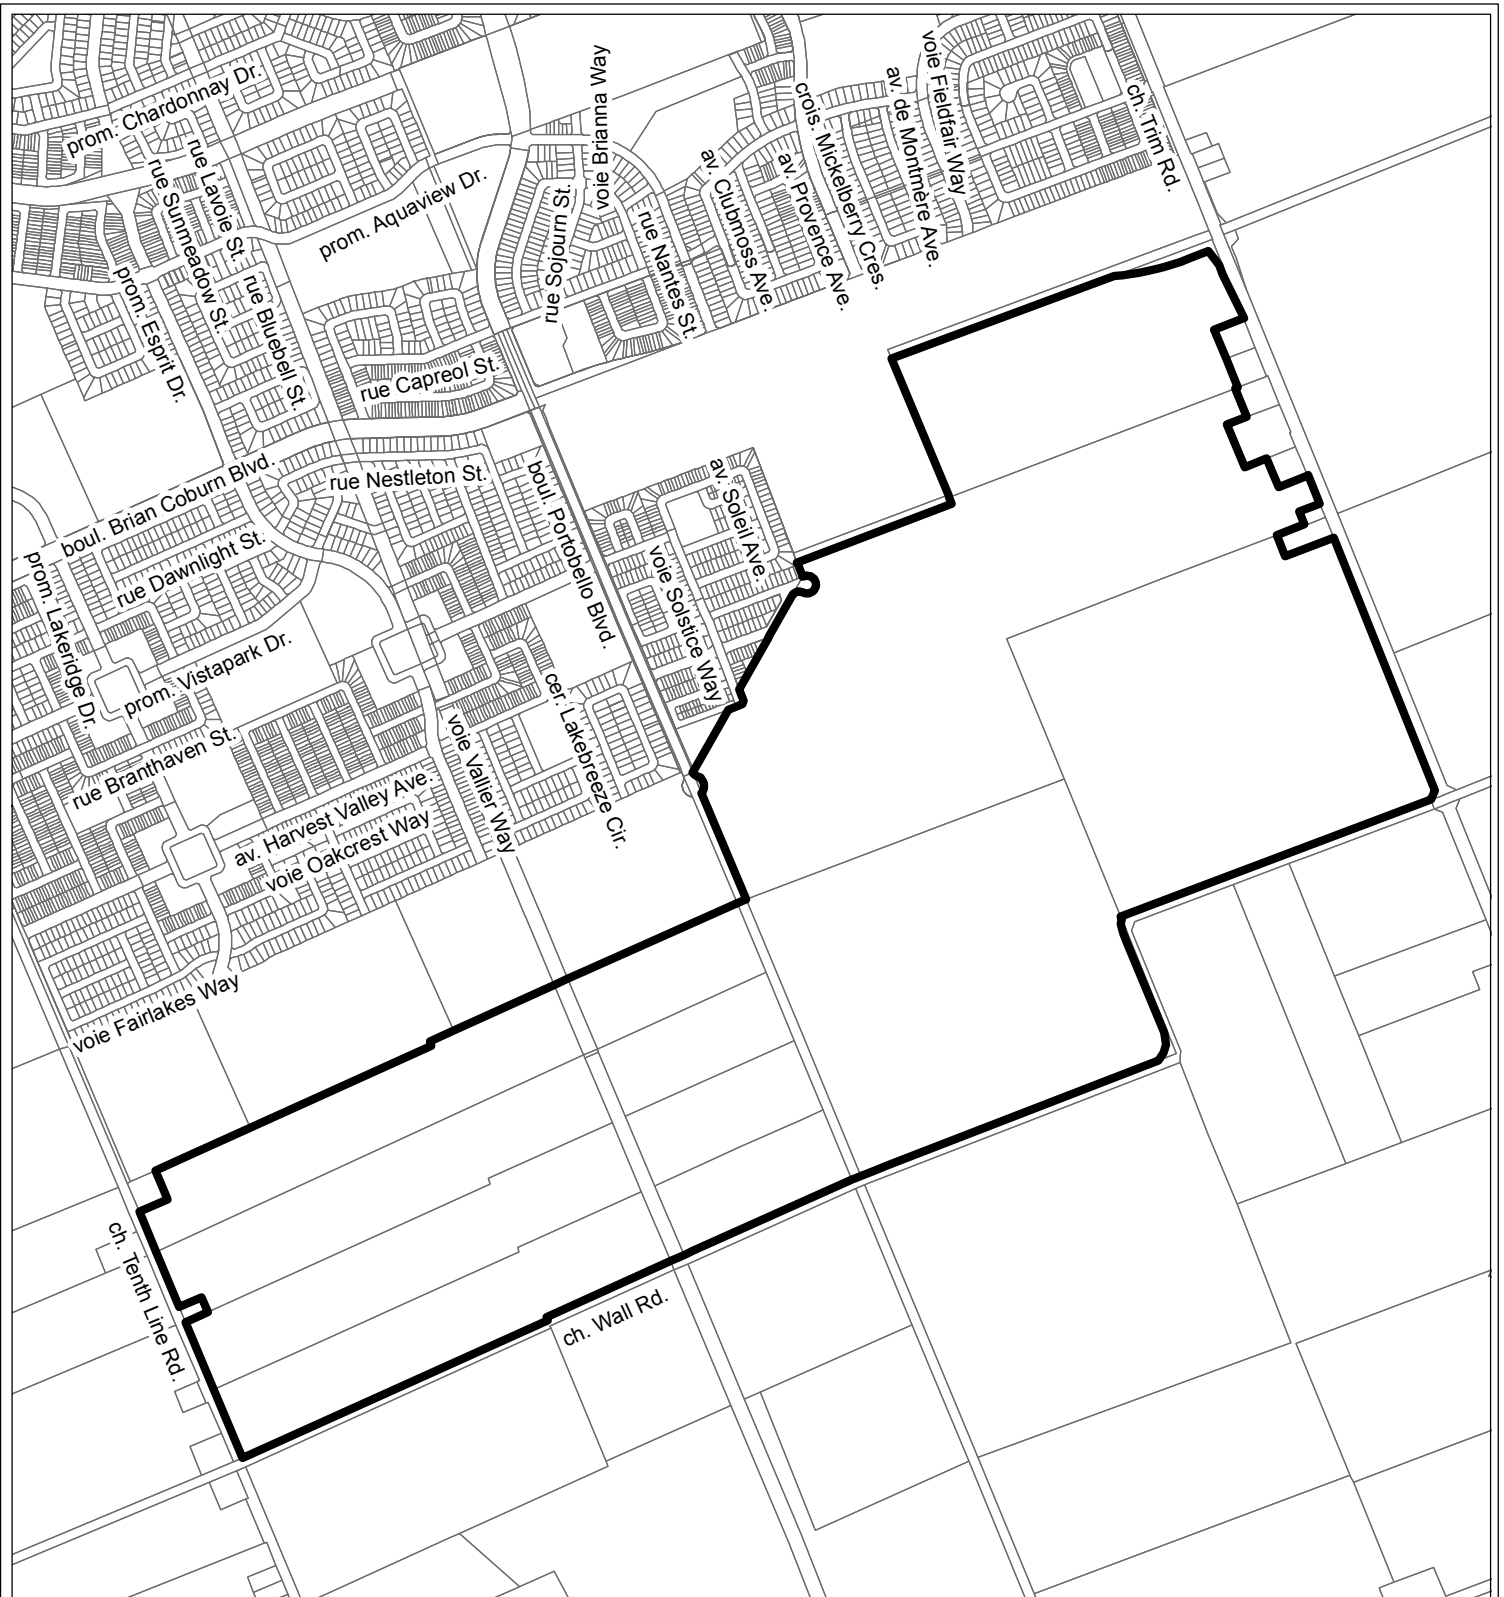 prom. Chardonnay Dr.
rue Lavoie St.
rue Summeadow St.
prom. Aquaview Dr.
voie Brianna Way
rue Sojourn St.
rue Nantes St.
av. Clubmoss Ave.
av. Provence Ave.
crois. Mickelberry Cres.
av. de Montmère Ave.
voie Fieldfair Way
ch. Trim Rd.
prom. Esprit Dr.
rue Bluebell St.
rue Capreol St.
boul. Brian Coburn Blvd.
rue Nestleton St.
boul. Portobello Blvd.
av. Soleil Ave.
voie Solstice Way
rue Dawnlight St.
prom. Lakeridge Dr.
prom. Vistapark Dr.
rue Branthaven St.
voie Vallier Way
cer. Lakebreeze Cir.
av. Harvest Valley Ave.
voie Oakcrest Way
voie Fairlakes Way
ch. Tenth Line Rd.
ch. Wall Rd.